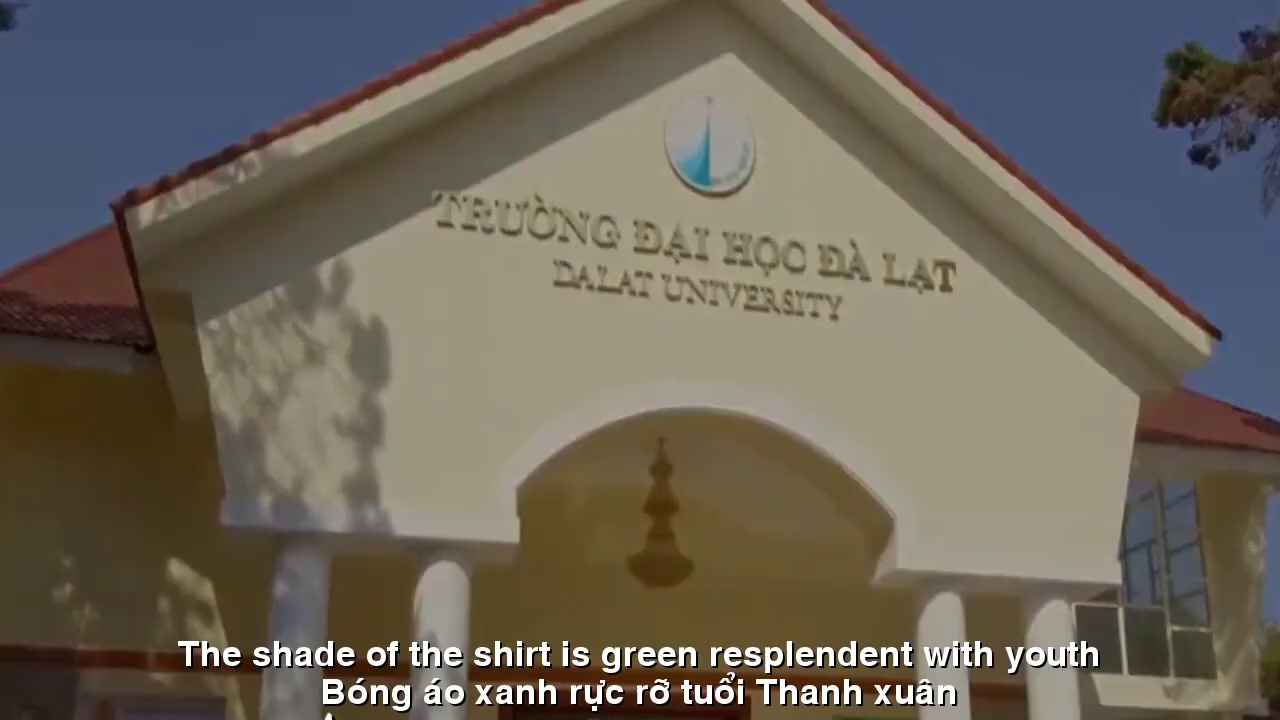 TRƯỜNG ĐẠI HỌC ĐÀ LẠT
DALAT UNIVERSITY
The shade of the shirt is green resplendent with youth
Bóng áo xanh rực rỡ tuổi Thanh xuân